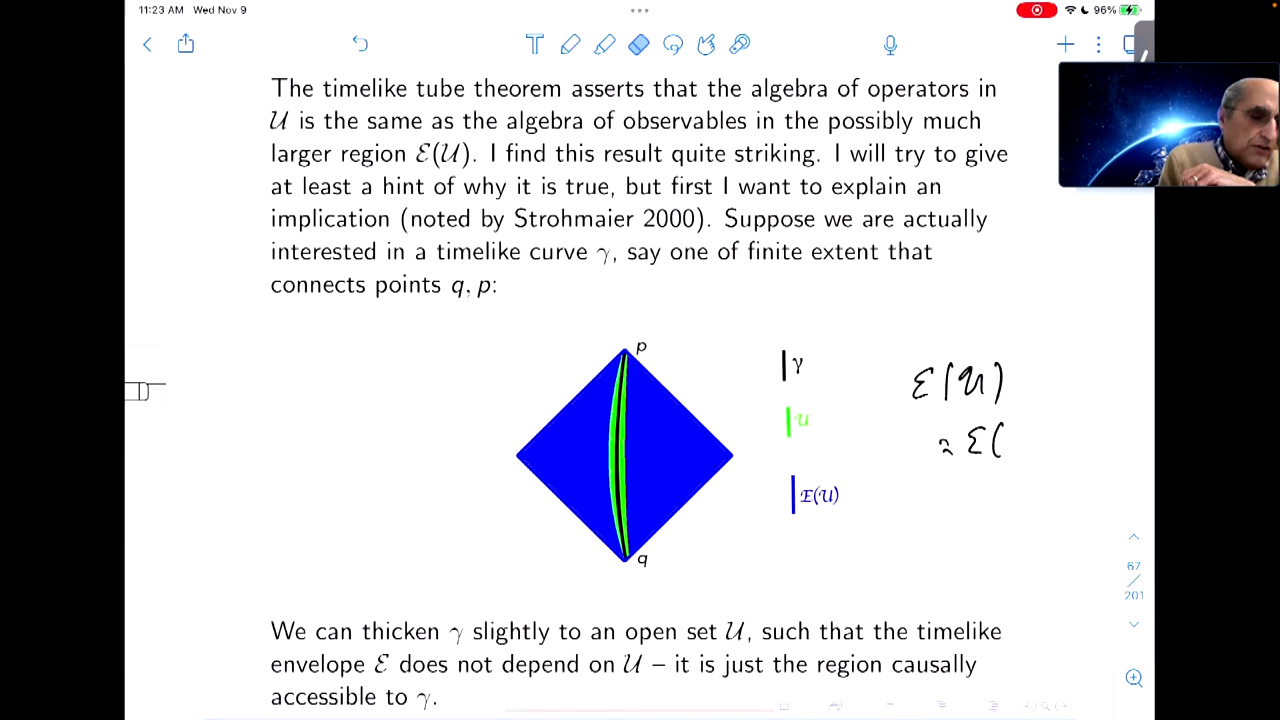 11:23 AM Wed Nov 9
96%
The timelike tube theorem asserts that the algebra of operators in
𝒰 is the same as the algebra of observables in the possibly much
larger region ℰ(𝒰). I find this result quite striking. I will try to give
at least a hint of why it is true, but first I want to explain an
implication (noted by Strohmaier 2000). Suppose we are actually
interested in a timelike curve γ, say one of finite extent that
connects points q, p:
p
γ
ℰ(𝒰)
𝒰
ℰ(
ℰ(𝒰)
q
67
/
201
We can thicken γ slightly to an open set 𝒰, such that the timelike
envelope ℰ does not depend on 𝒰 – it is just the region causally
accessible to γ.